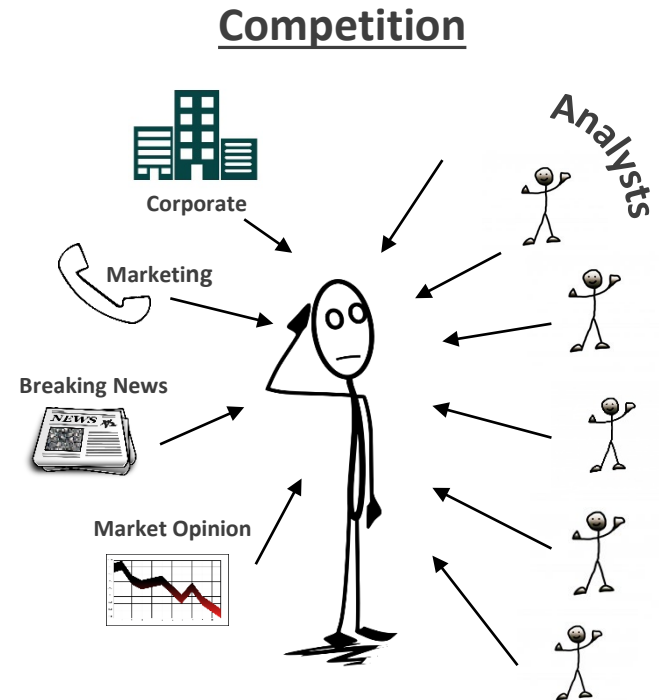 Competition
Analysts
Corporate
Marketing
Breaking News
NEWS
Market Opinion